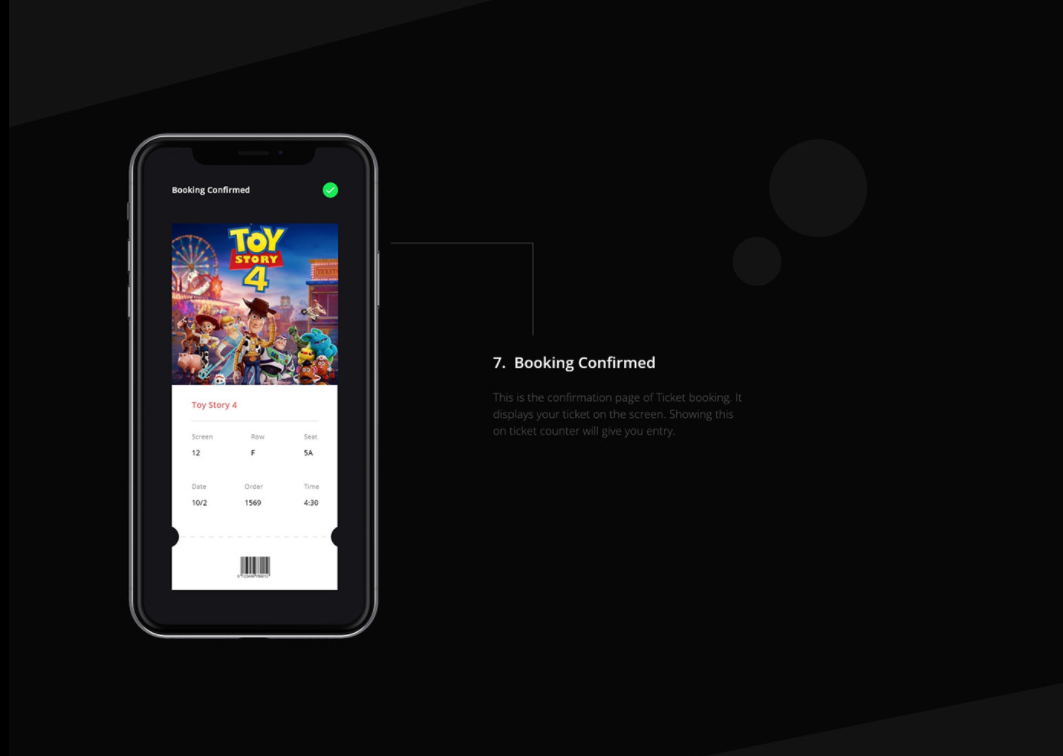 Booking Confirmed
TOY
STORY
4
Toy Story 4
Screen Row Seat
12 F 5A
Date Order Time
10/2 1569 4:30
7. Booking Confirmed
This is the confirmation page of Ticket booking. It
displays your ticket on the screen. Showing this
on ticket counter will give you entry.